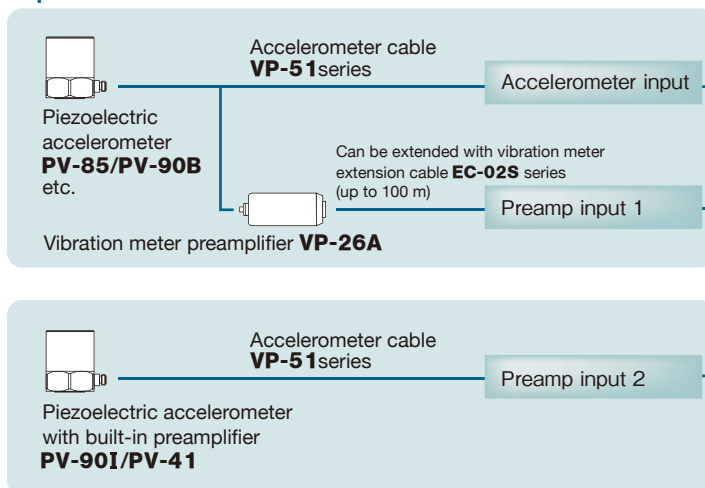 Accelerometer cable
VP-51series
Accelerometer input
Piezoelectric
accelerometer
PV-85/PV-90B
etc.
Can be extended with vibration meter
extension cable EC-02S series
(up to 100 m)
Preamp input 1
Vibration meter preamplifier VP-26A
Accelerometer cable
VP-51series
Preamp input 2
Piezoelectric accelerometer
with built-in preamplifier
PV-90I/PV-41